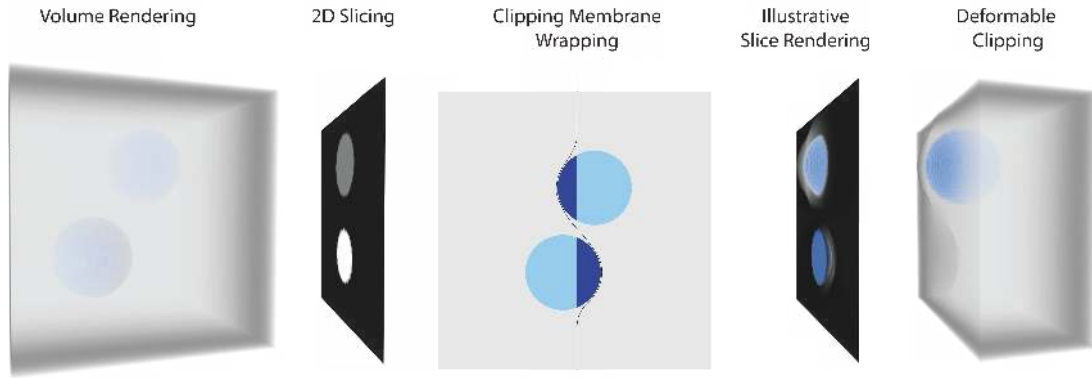 Volume Rendering
2D Slicing
Clipping Membrane
Wrapping
Illustrative
Slice Rendering
Deformable
Clipping